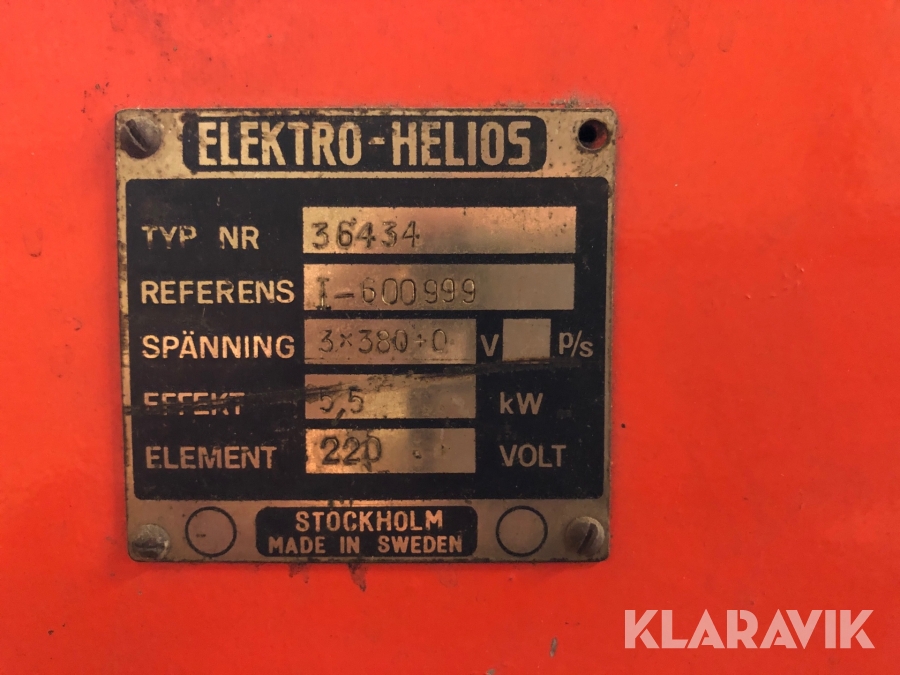 ELEKTRO-HELIOS
TYP NR 36434
REFERENS I-600999
SPÄNNING 3×380+0 V p/s
EFFEKT 5,5 kW
ELEMENT 220 VOLT
STOCKHOLM
MADE IN SWEDEN
KLARAVIK